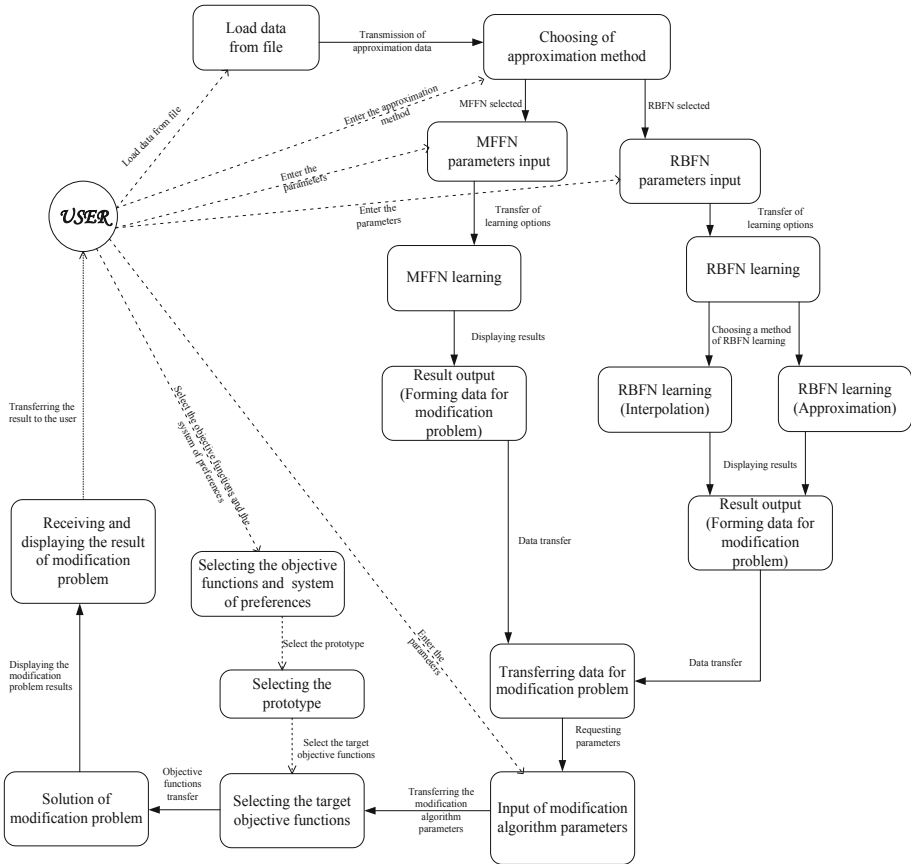 Load data
from file
Transmission of
approximation data
Choosing of
approximation method
MFFN selected
RBFN selected
Load data from file
Enter the approximation
method
MFFN
parameters input
RBFN
parameters input
Enter the
parameters
Enter the
parameters
USER
Transfer of
learning options
Transfer of
learning options
MFFN learning
RBFN learning
Displaying results
Choosing a method
of RBFN learning
Result output
(Forming data for
modification
problem)
RBFN learning
(Interpolation)
RBFN learning
(Approximation)
Transferring the
result to the user
Select the objective functions and the
system of preferences
Displaying results
Receiving and
displaying the result
of modification
problem
Result output
(Forming data for
modification
problem)
Data transfer
Selecting the objective
functions and system
of preferences
Enter the
parameters
Select the prototype
Displaying the
modification
problem results
Selecting the
prototype
Transferring data for
modification problem
Data transfer
Requesting
parameters
Select the target
objective functions
Solution of
modification problem
Objective
functions
transfer
Selecting the target
objective functions
Transferring the
modification
algorithm
parameters
Input of modification
algorithm parameters